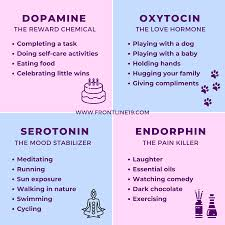 DOPAMINE
THE REWARD CHEMICAL
• Completing a task
• Doing self-care activities
• Eating food
• Celebrating little wins
OXYTOCIN
THE LOVE HORMONE
• Playing with a dog
• Playing with a baby
• Holding hands
• Hugging your family
• Giving compliments
WWW.FRONTLINE19.COM
SEROTONIN
THE MOOD STABILIZER
• Meditating
• Running
• Sun exposure
• Walking in nature
• Swimming
• Cycling
ENDORPHIN
THE PAIN KILLER
• Laughter
• Essential oils
• Watching comedy
• Dark chocolate
• Exercising